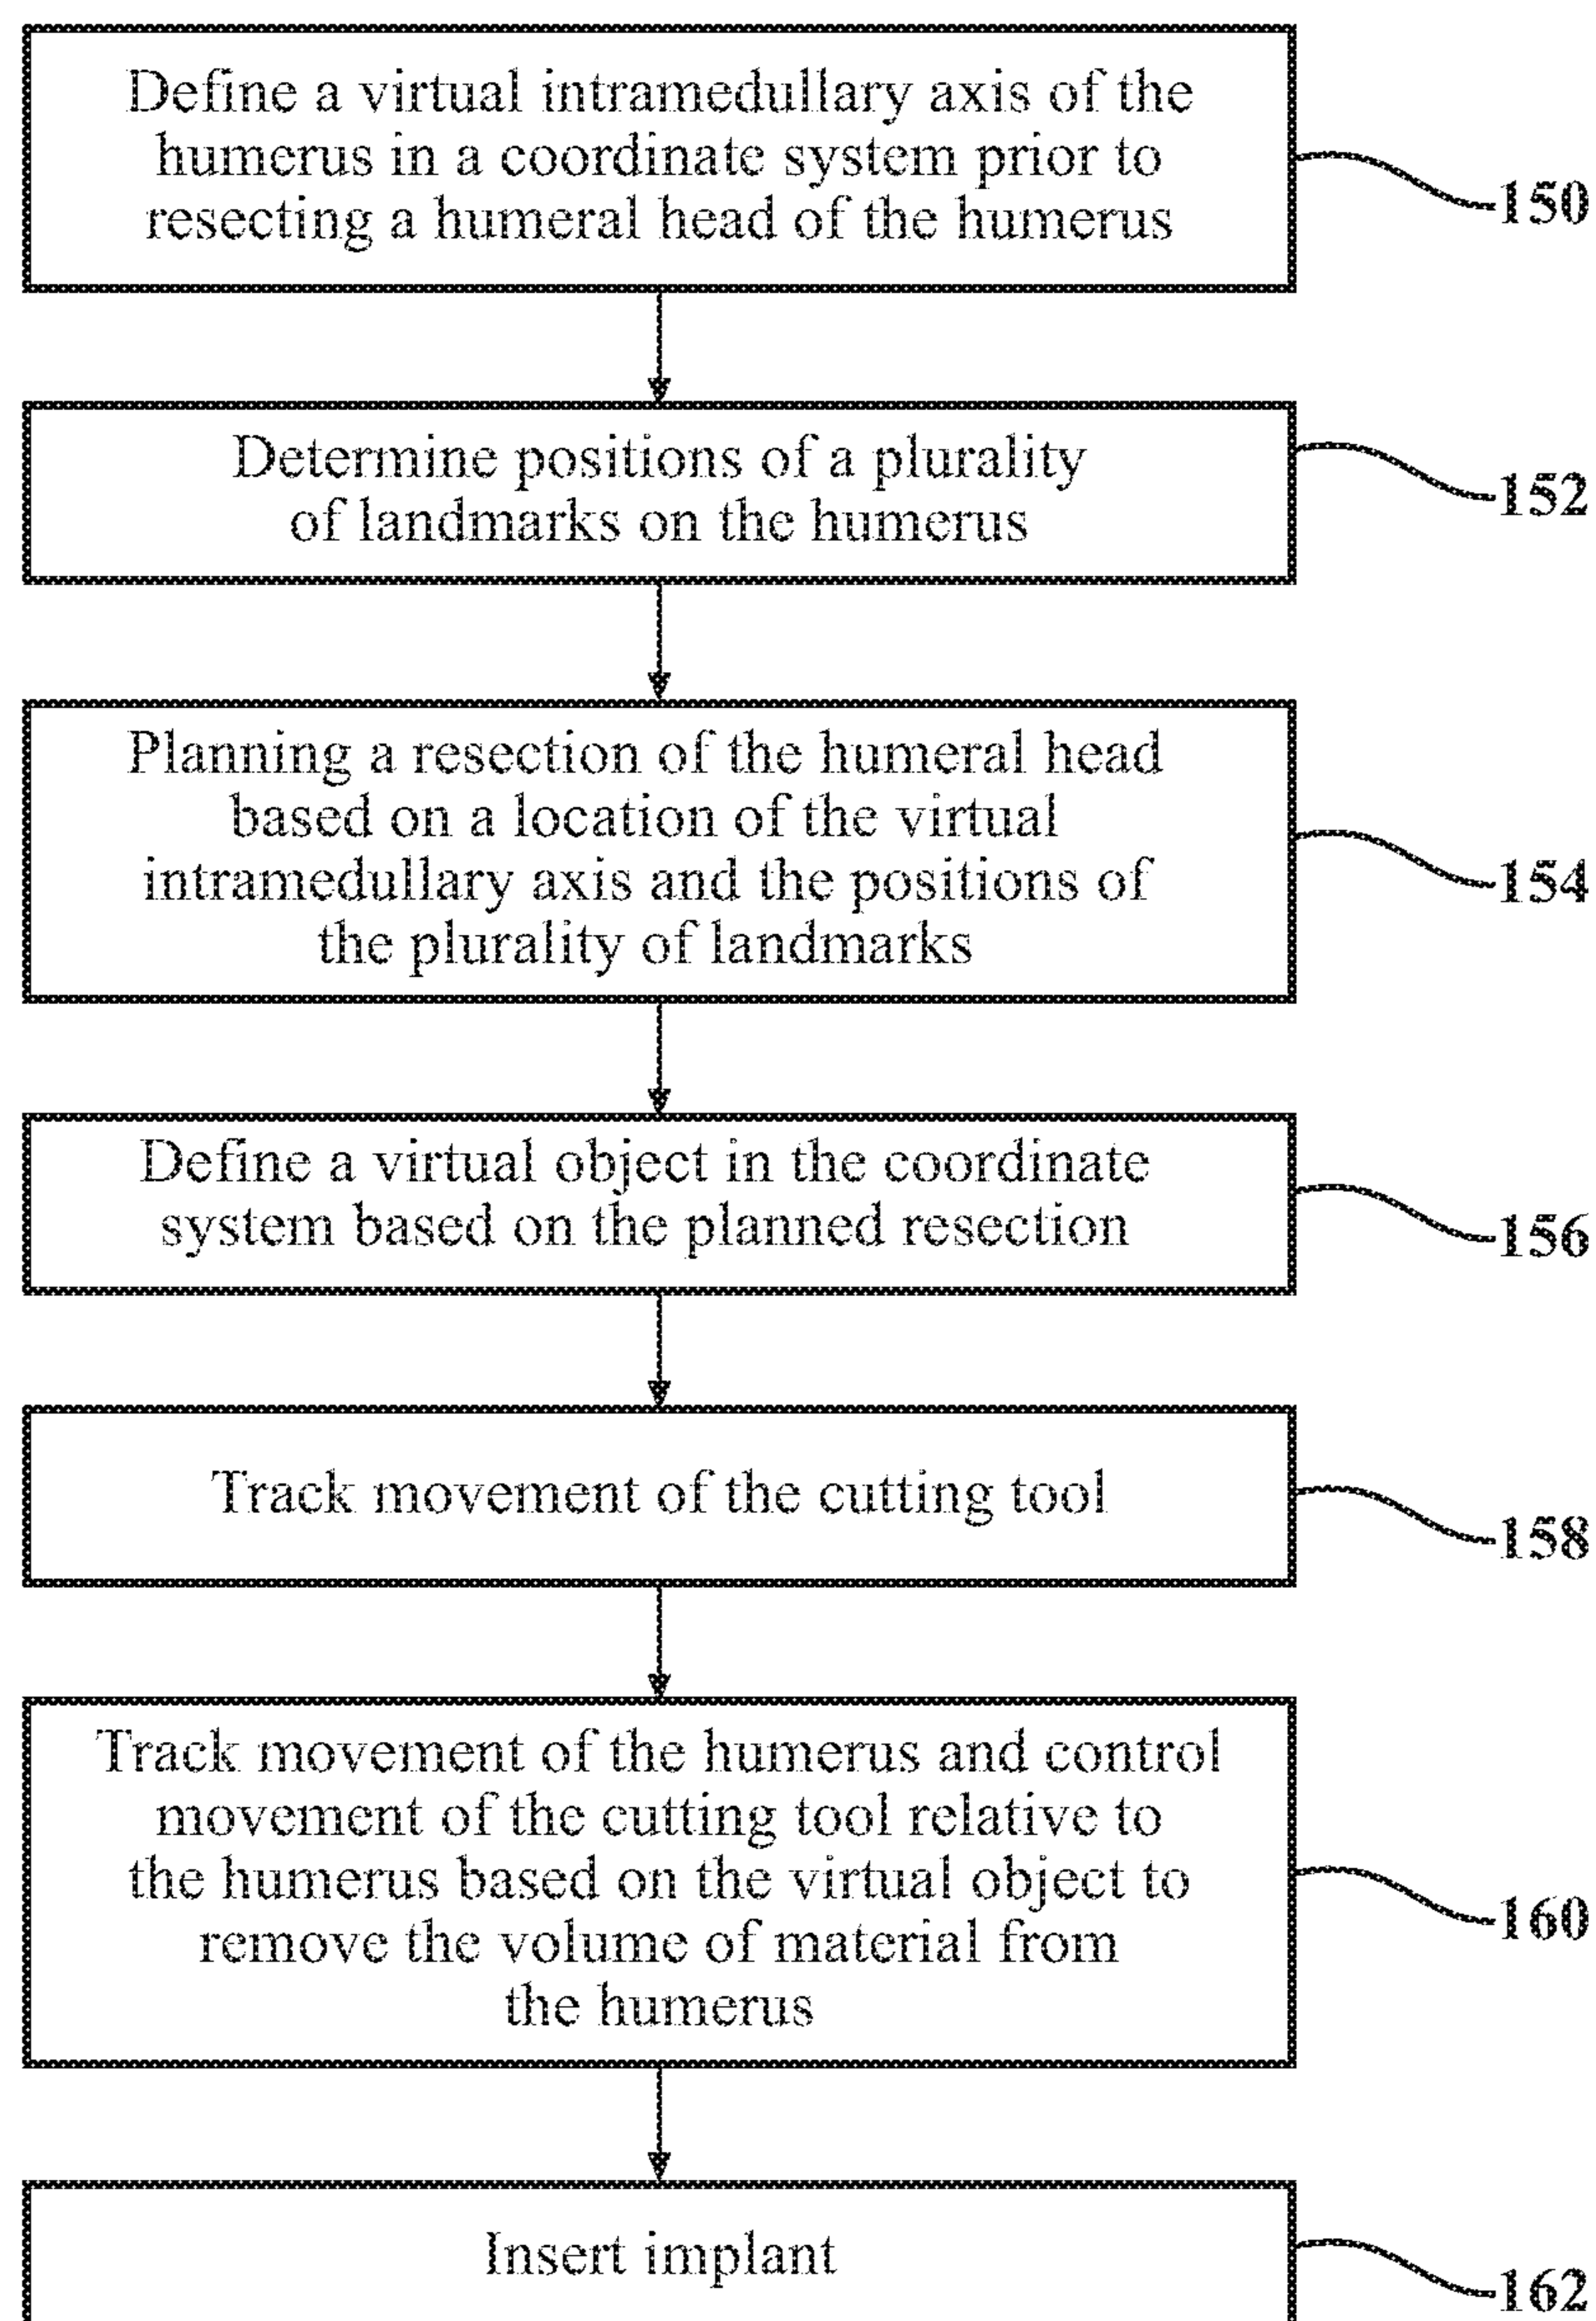 Define a virtual intramedullary axis of the
humerus in a coordinate system prior to
resecting a humeral head of the humerus
150
Determine positions of a plurality
of landmarks on the humerus
152
Planning a resection of the humeral head
based on a location of the virtual
intramedullary axis and the positions of
the plurality of landmarks
154
Define a virtual object in the coordinate
system based on the planned resection
156
Track movement of the cutting tool
158
Track movement of the humerus and control
movement of the cutting tool relative to
the humerus based on the virtual object to
remove the volume of material from
the humerus
160
Insert implant
162